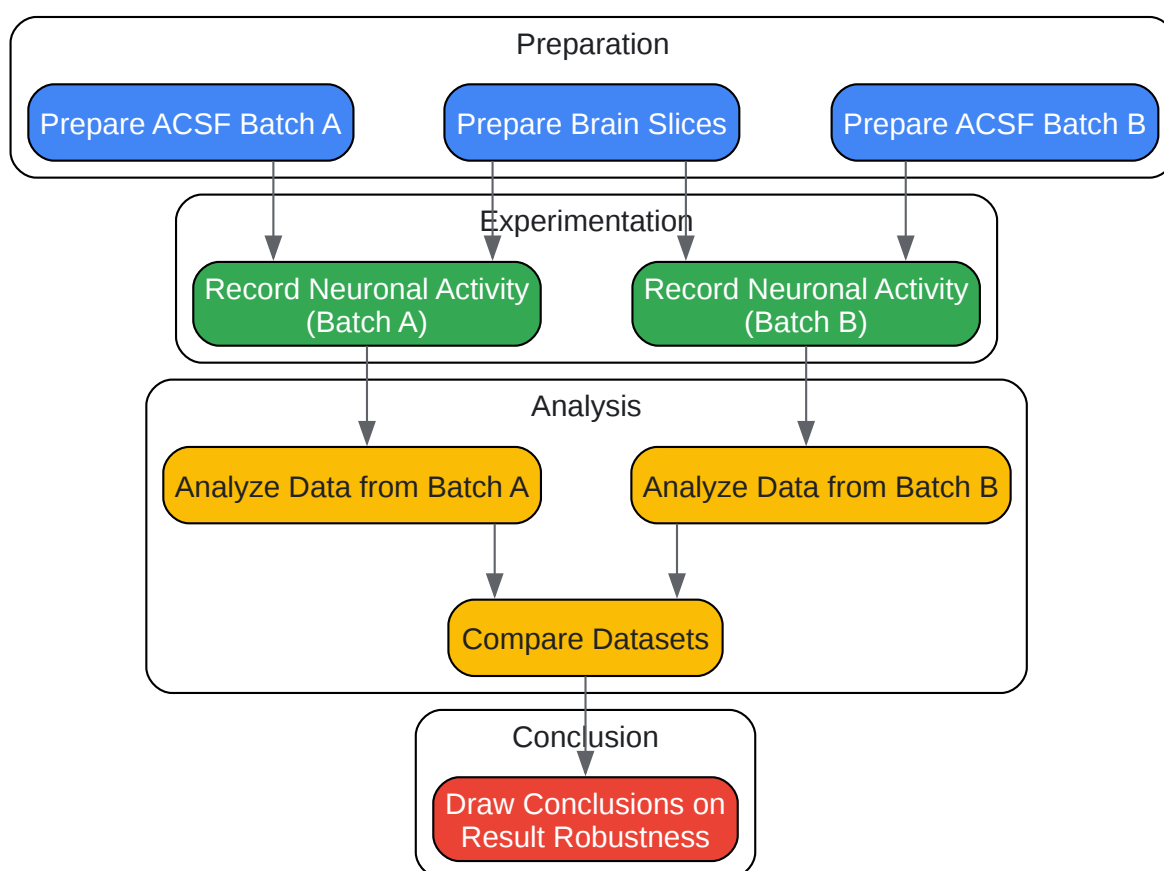 Preparation
Prepare ACSF Batch A
Prepare Brain Slices
Prepare ACSF Batch B
Experimentation
Record Neuronal Activity
(Batch A)
Record Neuronal Activity
(Batch B)
Analysis
Analyze Data from Batch A
Analyze Data from Batch B
Compare Datasets
Conclusion
Draw Conclusions on
Result Robustness